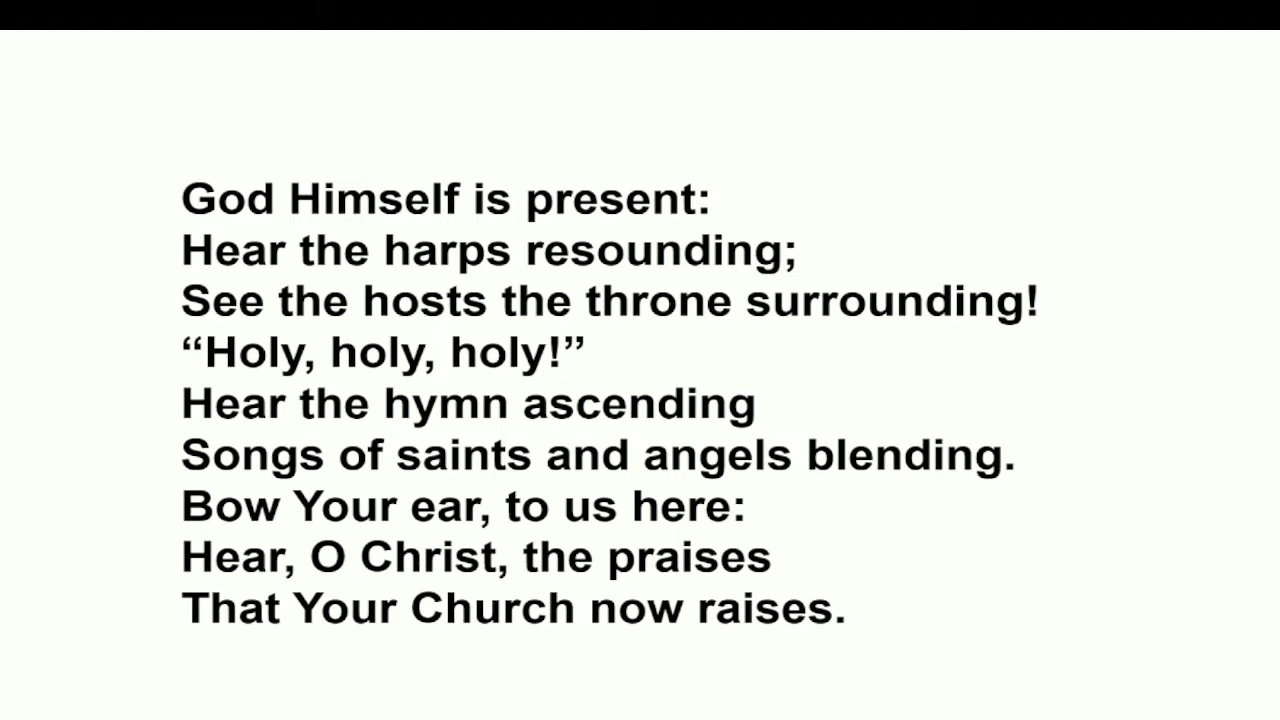 God Himself is present:
Hear the harps resounding;
See the hosts the throne surrounding!
“Holy, holy, holy!”
Hear the hymn ascending
Songs of saints and angels blending.
Bow Your ear, to us here:
Hear, O Christ, the praises
That Your Church now raises.